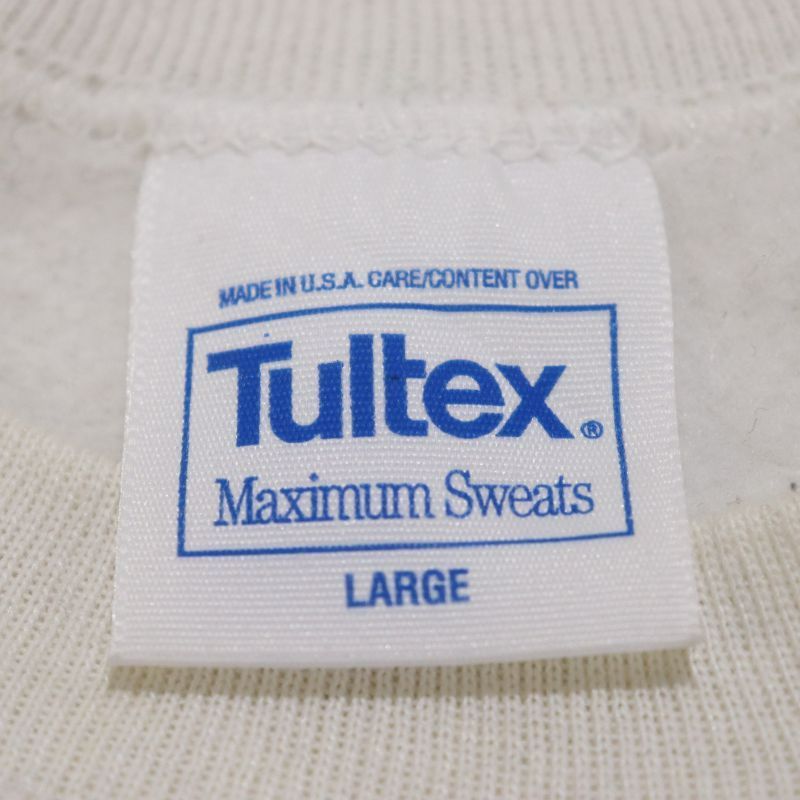 MADE IN U.S.A. CARE/CONTENT OVER
Tultex®
Maximum Sweats
LARGE